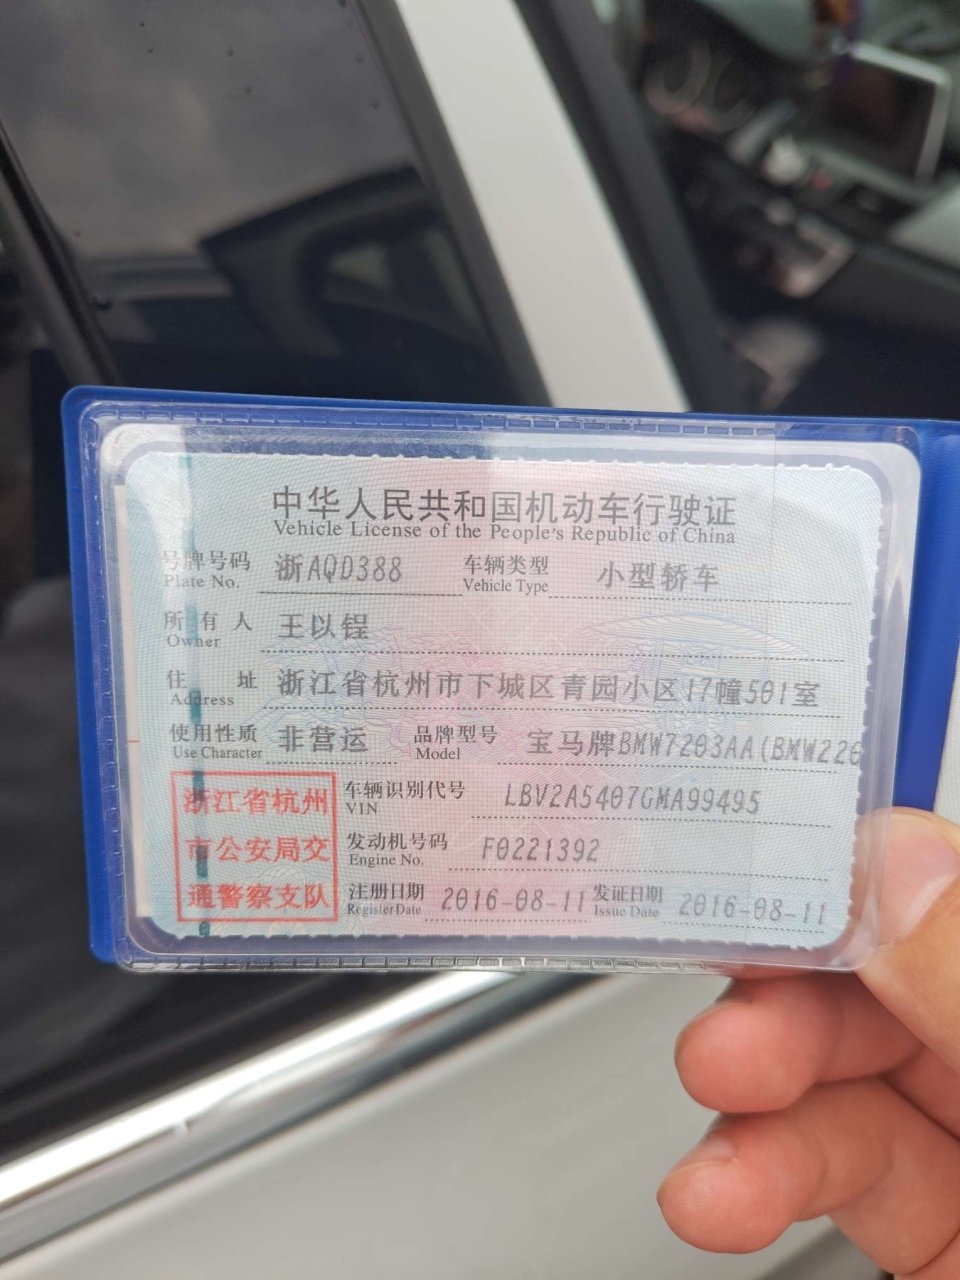 中华人民共和国机动车行驶证
Vehicle License of the People's Republic of China
号牌号码 浙AQD388 车辆类型 小型轿车
Plate No. Vehicle Type
所有人 王以锃
Owner
住址 浙江省杭州市下城区青园小区17幢501室
Address
使用性质 非营运 品牌型号 宝马牌BMW7203AA(BMW220
Use Character Model
浙江省杭州
市公安局交
通警察支队
车辆识别代号 LBV2A5407GMA99495
VIN
发动机号码 F0221392
Engine No.
注册日期 2016-08-11 发证日期 2016-08-11
Register Date Issue Date